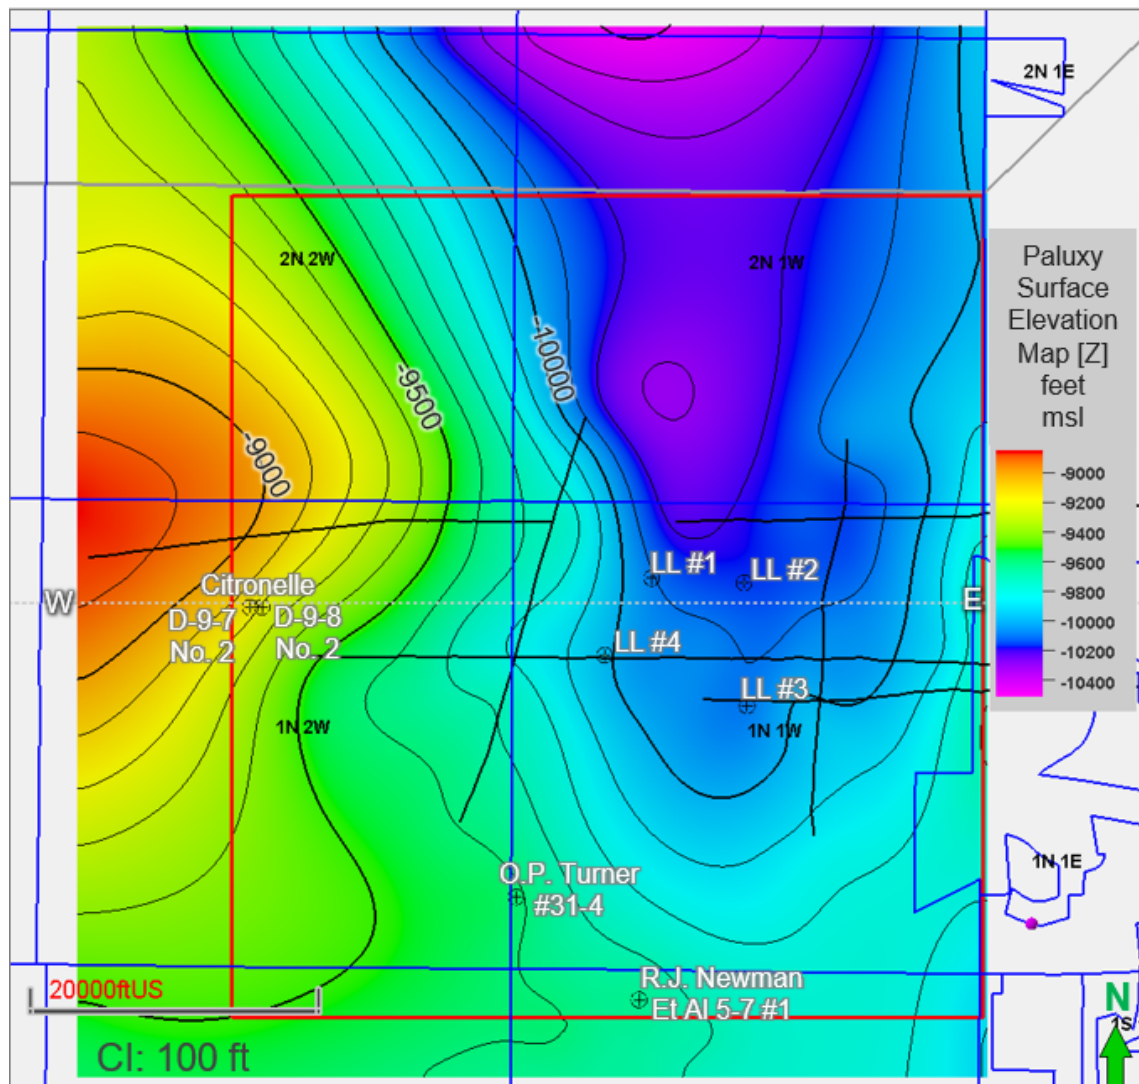 2N 1E
2N 2W
2N 1W
Paluxy
Surface
Elevation
Map [Z]
feet
msl
-10000
-9500
-9000
-9000
-9200
-9400
-9600
-9800
-10000
-10200
-10400
LL #1
LL #2
Citronelle
D-9-7
No. 2
D-9-8
No. 2
W
E
LL #4
LL #3
1N 2W
1N 1W
O.P. Turner
#31-4
1N 1E
R.J. Newman
Et Al 5-7 #1
20000ftUS
N
1S
CI: 100 ft